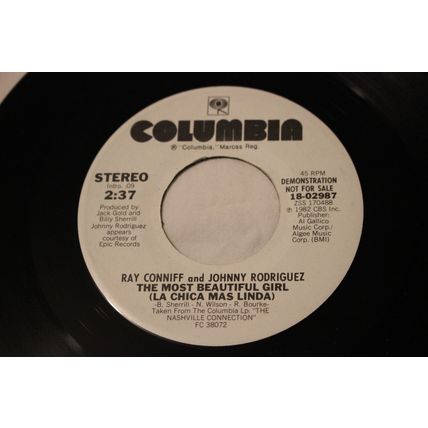 COLUMBIA
® "Columbia," Marcas Reg.
STEREO
Intro. :09
2:37
Produced by
Jack Gold and
Billy Sherrill
Johnny Rodriguez
appears
courtesy of
Epic Records
45 RPM
DEMONSTRATION
NOT FOR SALE
18-02987
ZSS 170488
℗ 1982 CBS Inc.
Publisher:
Al Gallico
Music Corp./
Algee Music
Corp. (BMI)
RAY CONNIFF and JOHNNY RODRIGUEZ
THE MOST BEAUTIFUL GIRL
(LA CHICA MAS LINDA)
-B. Sherrill - N. Wilson - R. Bourke-
Taken From The Columbia Lp. "THE
NASHVILLE CONNECTION"
FC 38072